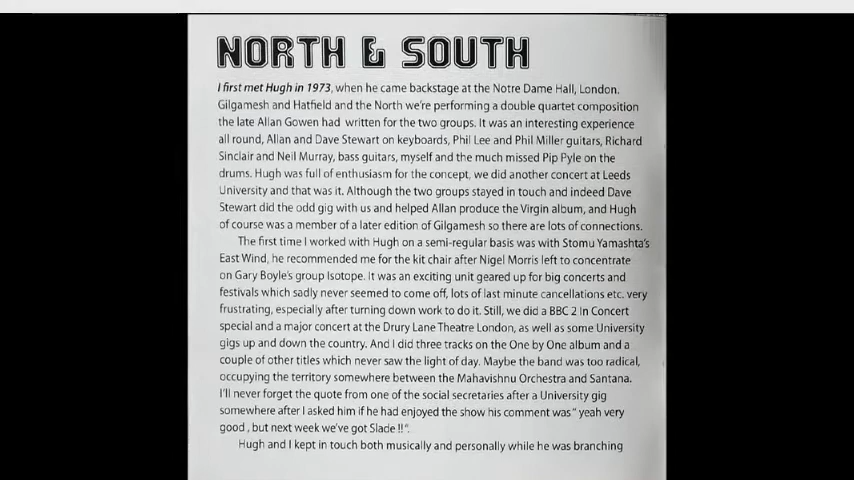 NORTH & SOUTH
I first met Hugh in 1973, when he came backstage at the Notre Dame Hall, London.
Gilgamesh and Hatfield and the North we're performing a double quartet composition
the late Allan Gowen had written for the two groups. It was an interesting experience
all round, Allan and Dave Stewart on keyboards, Phil Lee and Phil Miller guitars, Richard
Sinclair and Neil Murray, bass guitars, myself and the much missed Pip Pyle on the
drums. Hugh was full of enthusiasm for the concept, we did another concert at Leeds
University and that was it. Although the two groups stayed in touch and indeed Dave
Stewart did the odd gig with us and helped Allan produce the Virgin album, and Hugh
of course was a member of a later edition of Gilgamesh so there are lots of connections.
The first time I worked with Hugh on a semi-regular basis was with Stomu Yamashta's
East Wind, he recommended me for the kit chair after Nigel Morris left to concentrate
on Gary Boyle's group Isotope. It was an exciting unit geared up for big concerts and
festivals which sadly never seemed to come off, lots of last minute cancellations etc. very
frustrating, especially after turning down work to do it. Still, we did a BBC 2 In Concert
special and a major concert at the Drury Lane Theatre London, as well as some University
gigs up and down the country. And I did three tracks on the One by One album and a
couple of other titles which never saw the light of day. Maybe the band was too radical,
occupying the territory somewhere between the Mahavishnu Orchestra and Santana.
I'll never forget the quote from one of the social secretaries after a University gig
somewhere after I asked him if he had enjoyed the show his comment was" yeah very
good , but next week we've got Slade !!".
Hugh and I kept in touch both musically and personally while he was branching